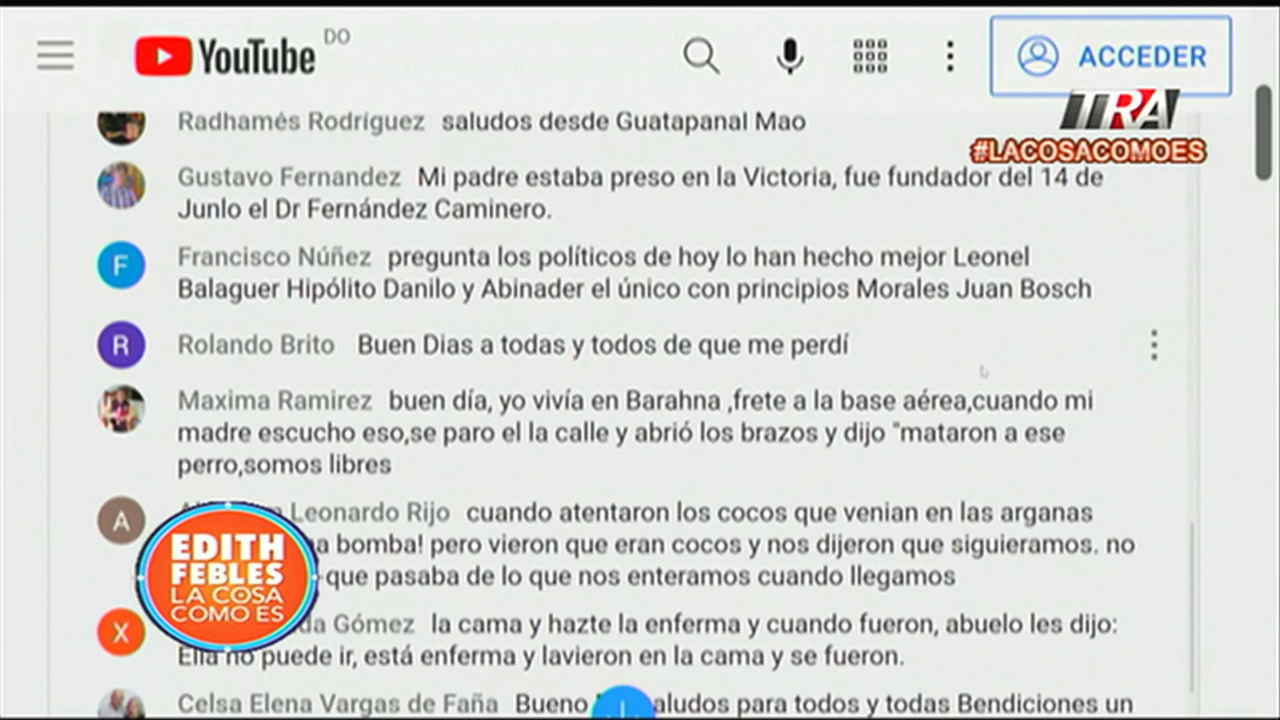 YouTube DO
ACCEDER
TRA
#LACOSACOMOES
Radhamés Rodríguez saludos desde Guatapanal Mao
Gustavo Fernandez Mi padre estaba preso en la Victoria, fue fundador del 14 de
Junlo el Dr Fernández Caminero.
F
Francisco Núñez pregunta los políticos de hoy lo han hecho mejor Leonel
Balaguer Hipólito Danilo y Abinader el único con principios Morales Juan Bosch
R
Rolando Brito Buen Dias a todas y todos de que me perdí
Maxima Ramirez buen día, yo vivía en Barahna ,frete a la base aérea,cuando mi
madre escucho eso,se paro el la calle y abrió los brazos y dijo "mataron a ese
perro,somos libres
A
Leonardo Rijo cuando atentaron los cocos que venian en las arganas
bomba! pero vieron que eran cocos y nos dijeron que siguieramos. no
que pasaba de lo que nos enteramos cuando llegamos
EDITH
FEBLES
LA COSA
COMO ES
X
Gómez la cama y hazte la enferma y cuando fueron, abuelo les dijo:
Ella no puede ir, está enferma y lavieron en la cama y se fueron.
Celsa Elena Vargas de Faña Bueno saludos para todos y todas Bendiciones un